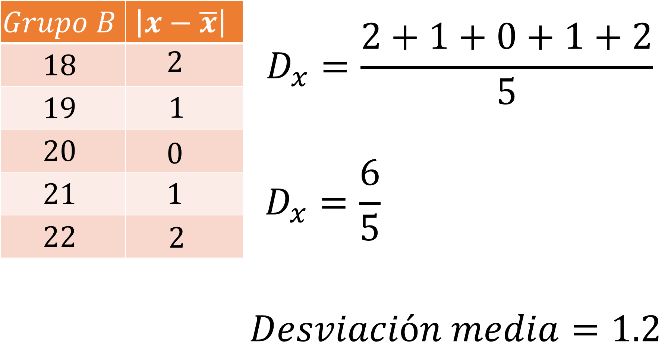 Grupo B |x − x̅|
18 2
19 1
20 0
21 1
22 2
Dₓ = (2 + 1 + 0 + 1 + 2)/5
Dₓ = 6/5
Desviación media = 1.2